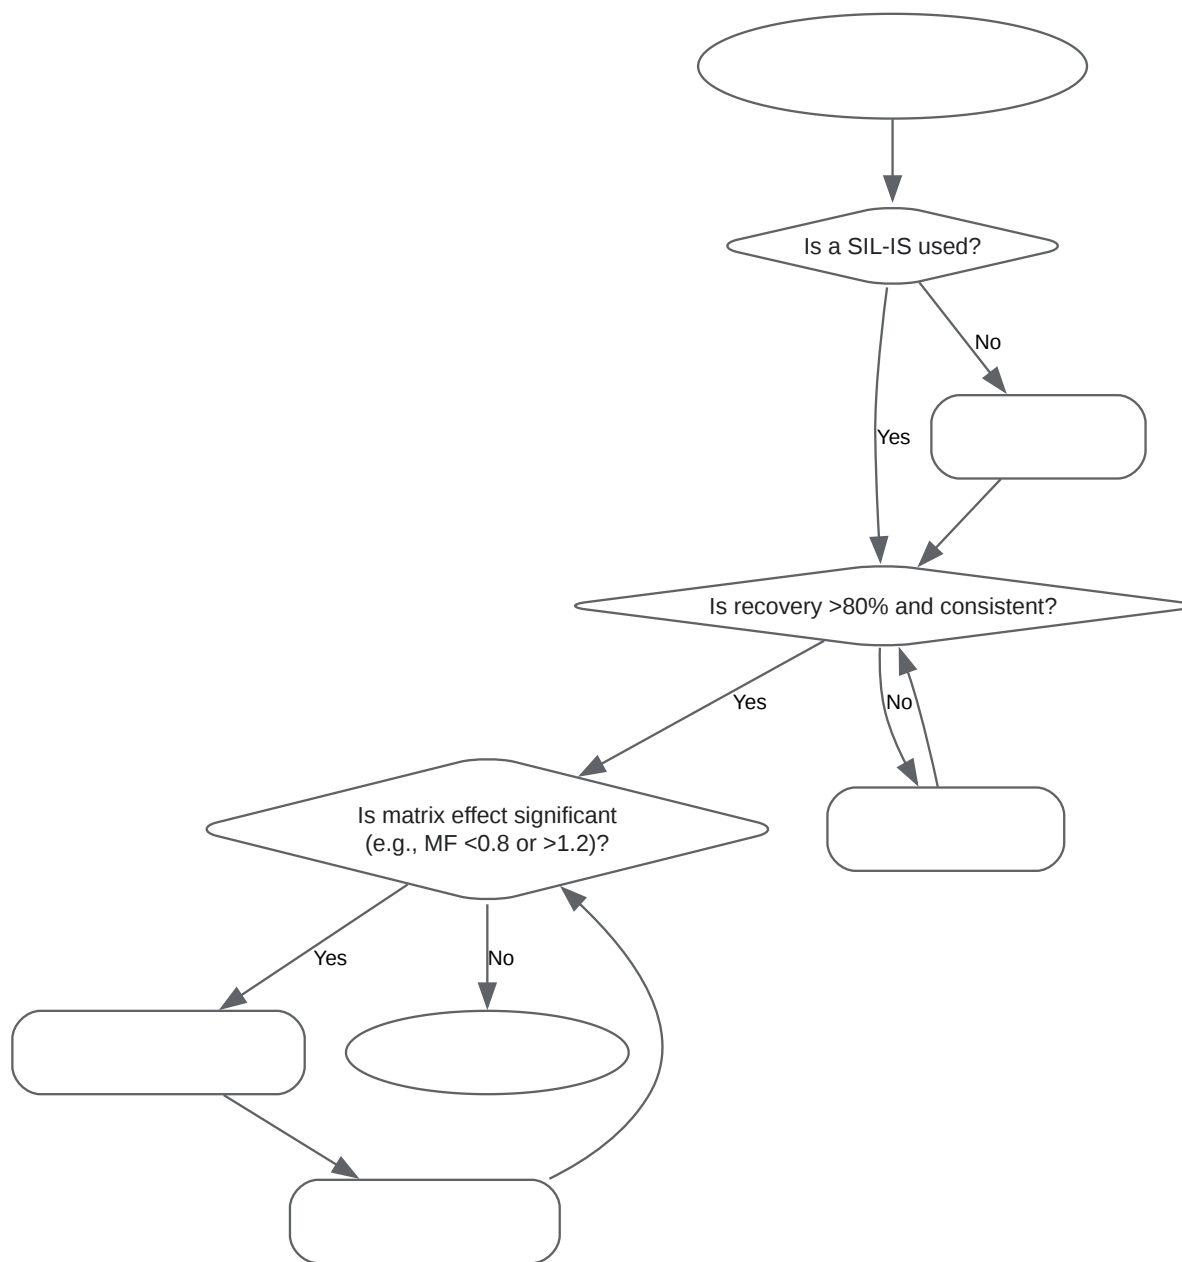 Is a SIL-IS used?
No
Yes
Is recovery >80% and consistent?
Yes
No
Is matrix effect significant
(e.g., MF <0.8 or >1.2)?
Yes
No